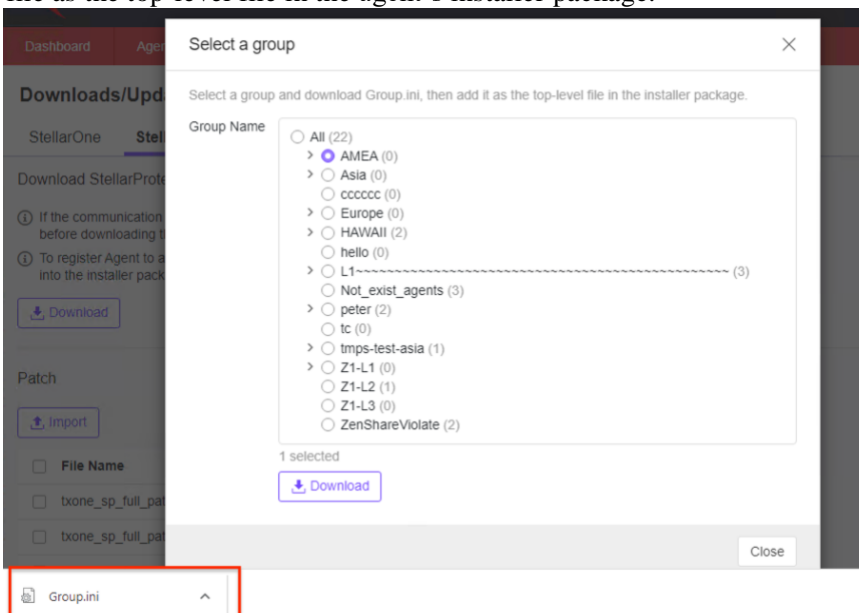 file as the top-level file in the agent's installer package.
Dashboard Agen
Select a group
Downloads/Upda
Select a group and download Group.ini, then add it as the top-level file in the installer package.
StellarOne Stell
Group Name
All (22)
AMEA (0)
Asia (0)
cccccc (0)
Europe (0)
HAWAII (2)
hello (0)
L1~~~~~~~~~~~~~~~~~~~~~~~~~~~~~~~~~~~~~~~~~~~~~~~~ (3)
Not_exist_agents (3)
peter (2)
tc (0)
tmps-test-asia (1)
Z1-L1 (0)
Z1-L2 (1)
Z1-L3 (0)
ZenShareViolate (2)
Download StellarProte
If the communication
before downloading t
To register Agent to a
into the installer pack
Download
Patch
Import
File Name
txone_sp_full_pat
txone_sp_full_pat
1 selected
Download
Close
Group.ini